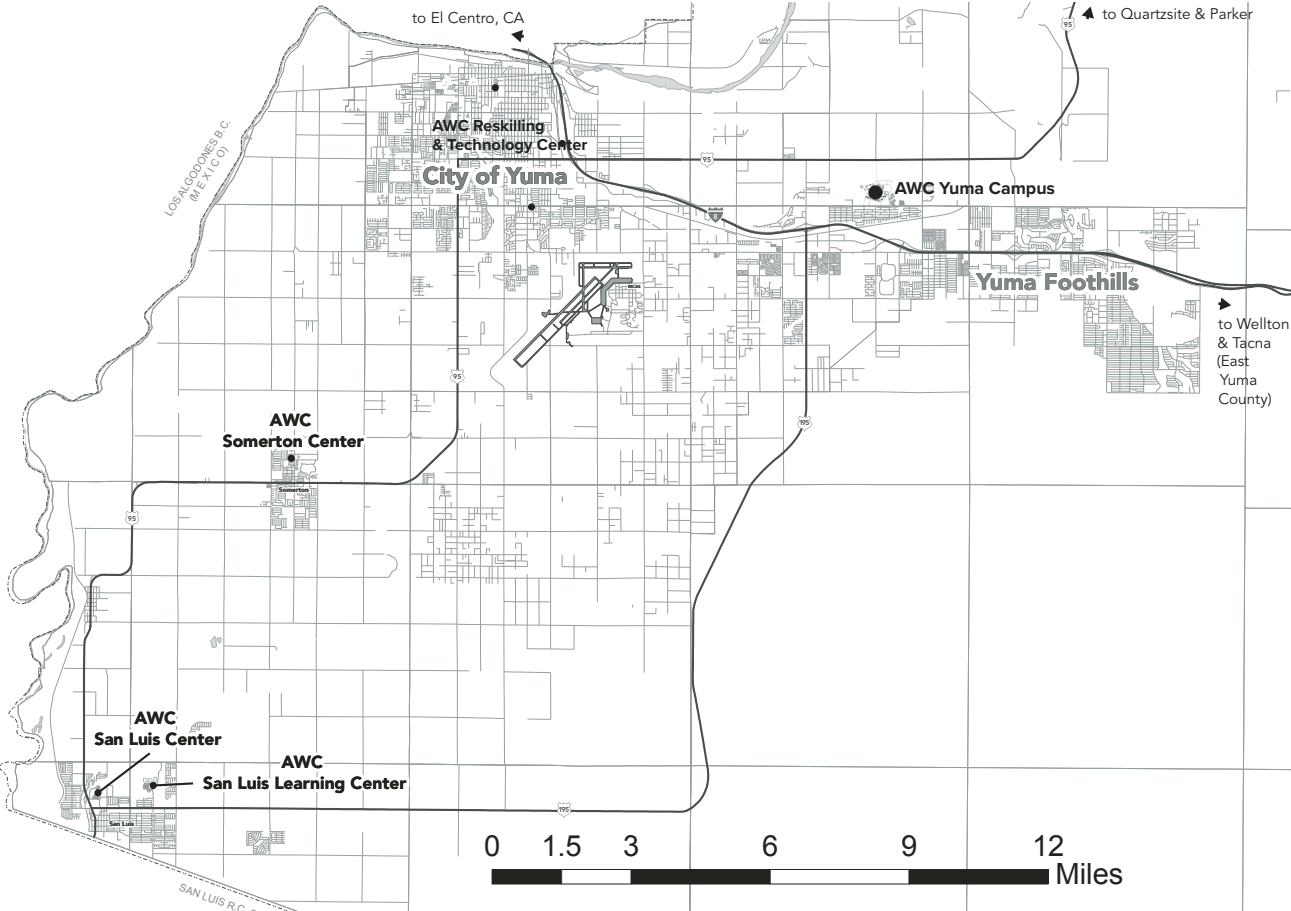 to El Centro, CA
95
to Quartzsite & Parker
LOS ALGODONES B.C.
(MEXICO)
AWC Reskilling
& Technology Center
95
City of Yuma
AWC Yuma Campus
8
Yuma Foothills
MCAS
to Wellton
& Tacna
(East
Yuma
County)
95
195
AWC
Somerton Center
Somerton
95
AWC
San Luis Center
AWC
San Luis Learning Center
195
San Luis
0 1.5 3 6 9 12
Miles
SAN LUIS R.C.